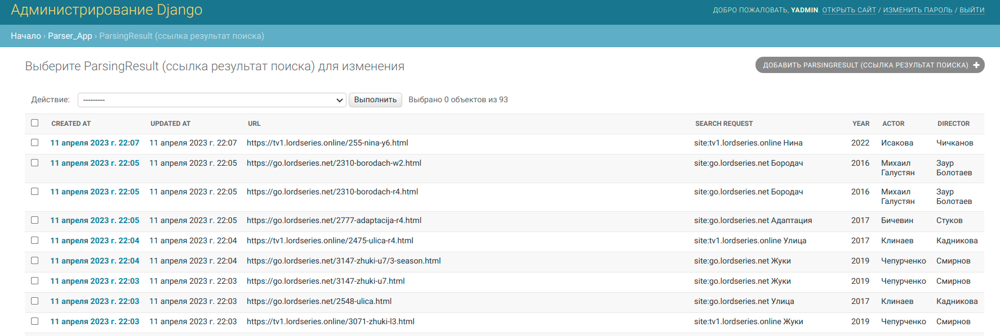 Администрирование Django
ДОБРО ПОЖАЛОВАТЬ, YADMIN. ОТКРЫТЬ САЙТ / ИЗМЕНИТЬ ПАРОЛЬ / ВЫЙТИ
Начало › Parser_App › ParsingResult (ссылка результат поиска)
Выберите ParsingResult (ссылка результат поиска) для изменения
ДОБАВИТЬ PARSINGRESULT (ССЫЛКА РЕЗУЛЬТАТ ПОИСКА) +
Действие: --------- Выполнить Выбрано 0 объектов из 93
CREATED AT UPDATED AT URL SEARCH REQUEST YEAR ACTOR DIRECTOR
11 апреля 2023 г. 22:07 11 апреля 2023 г. 22:07 https://tv1.lordseries.online/255-nina-y6.html site:tv1.lordseries.online Нина 2022 Исакова Чичканов
11 апреля 2023 г. 22:05 11 апреля 2023 г. 22:05 https://go.lordseries.net/2310-borodach-w2.html site:go.lordseries.net Бородач 2016 Михаил Заур
Галустян Болотаев
11 апреля 2023 г. 22:05 11 апреля 2023 г. 22:05 https://go.lordseries.net/2310-borodach-r4.html site:go.lordseries.net Бородач 2016 Михаил Заур
Галустян Болотаев
11 апреля 2023 г. 22:05 11 апреля 2023 г. 22:05 https://go.lordseries.net/2777-adaptacija-r4.html site:go.lordseries.net Адаптация 2017 Бичевин Стуков
11 апреля 2023 г. 22:04 11 апреля 2023 г. 22:04 https://tv1.lordseries.online/2475-ulica-r4.html site:tv1.lordseries.online Улица 2017 Клинаев Кадникова
11 апреля 2023 г. 22:04 11 апреля 2023 г. 22:04 https://go.lordseries.net/3147-zhuki-u7/3-season.html site:go.lordseries.net Жуки 2019 Чепурченко Смирнов
11 апреля 2023 г. 22:03 11 апреля 2023 г. 22:03 https://go.lordseries.net/3147-zhuki-u7.html site:go.lordseries.net Жуки 2019 Чепурченко Смирнов
11 апреля 2023 г. 22:03 11 апреля 2023 г. 22:03 https://go.lordseries.net/2548-ulica.html site:go.lordseries.net Улица 2017 Клинаев Кадникова
11 апреля 2023 г. 22:03 11 апреля 2023 г. 22:03 https://tv1.lordseries.online/3071-zhuki-l3.html site:tv1.lordseries.online Жуки 2019 Чепурченко Смирнов